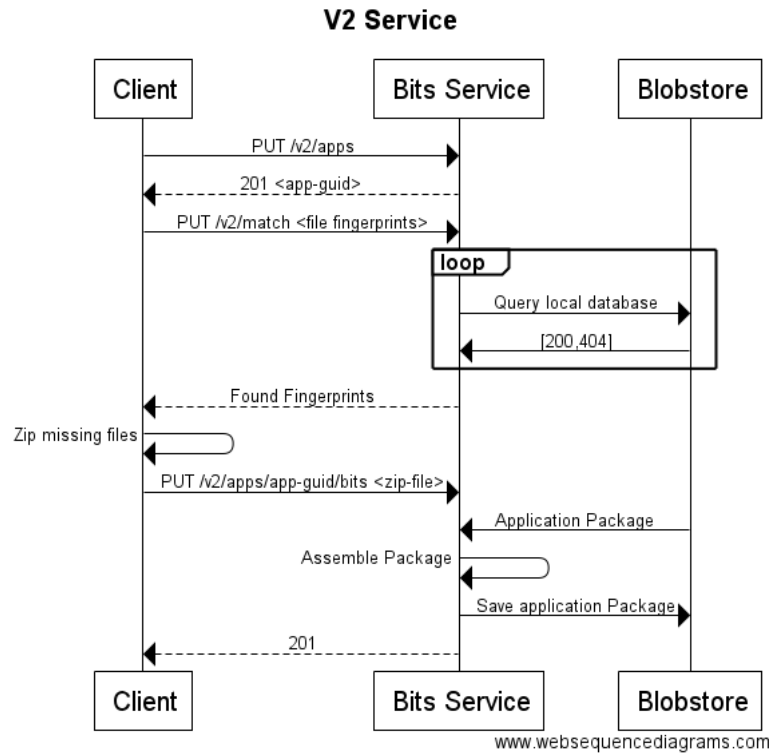 V2 Service
Client Bits Service Blobstore
PUT /v2/apps
201 <app-guid>
PUT /v2/match <file fingerprints>
loop
Query local database
[200,404]
Found Fingerprints
Zip missing files
PUT /v2/apps/app-guid/bits <zip-file>
Application Package
Assemble Package
Save application Package
201
Client Bits Service Blobstore
www.websequencediagrams.com